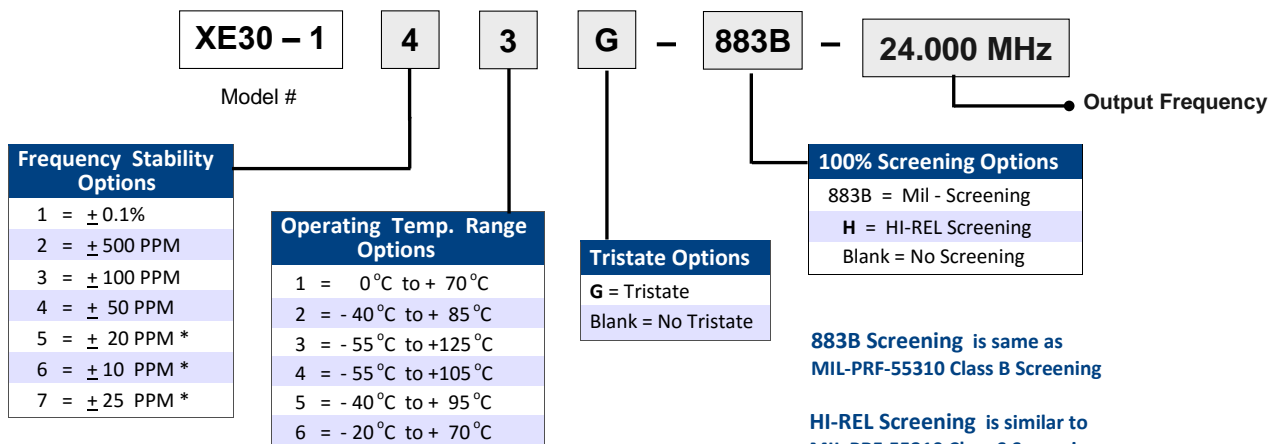 XE30 – 1 4 3 G – 883B – 24.000 MHz
Model #
Output Frequency
Frequency Stability
Options
1 = ± 0.1%
2 = ± 500 PPM
3 = ± 100 PPM
4 = ± 50 PPM
5 = ± 20 PPM *
6 = ± 10 PPM *
7 = ± 25 PPM *
Operating Temp. Range
Options
1 = 0°C to + 70°C
2 = - 40°C to + 85°C
3 = - 55°C to +125°C
4 = - 55°C to +105°C
5 = - 40°C to + 95°C
6 = - 20°C to + 70°C
Tristate Options
G = Tristate
Blank = No Tristate
100% Screening Options
883B = Mil - Screening
H = HI-REL Screening
Blank = No Screening
883B Screening is same as
MIL-PRF-55310 Class B Screening
HI-REL Screening is similar to